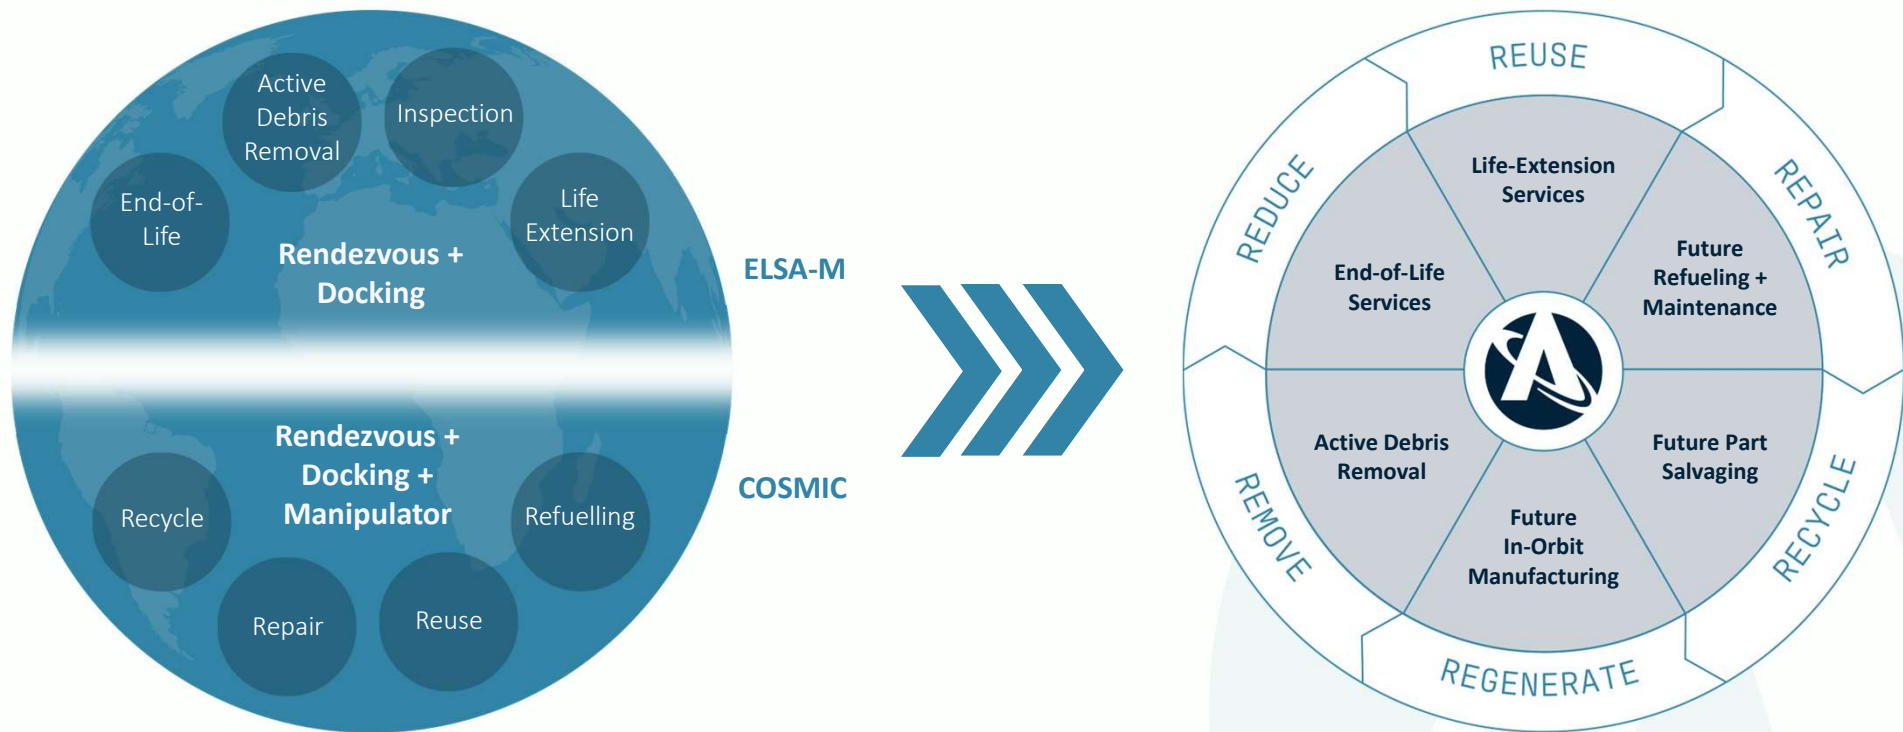 Active
Debris
Removal
Inspection
End-of-
Life
Life
Extension
Rendezvous +
Docking
ELSA-M
Rendezvous +
Docking +
Manipulator
COSMIC
Recycle
Refuelling
Repair
Reuse
REUSE
REPAIR
RECYCLE
REGENERATE
REMOVE
REDUCE
Life-Extension
Services
Future
Refueling +
Maintenance
Future Part
Salvaging
Future
In-Orbit
Manufacturing
Active Debris
Removal
End-of-Life
Services
A